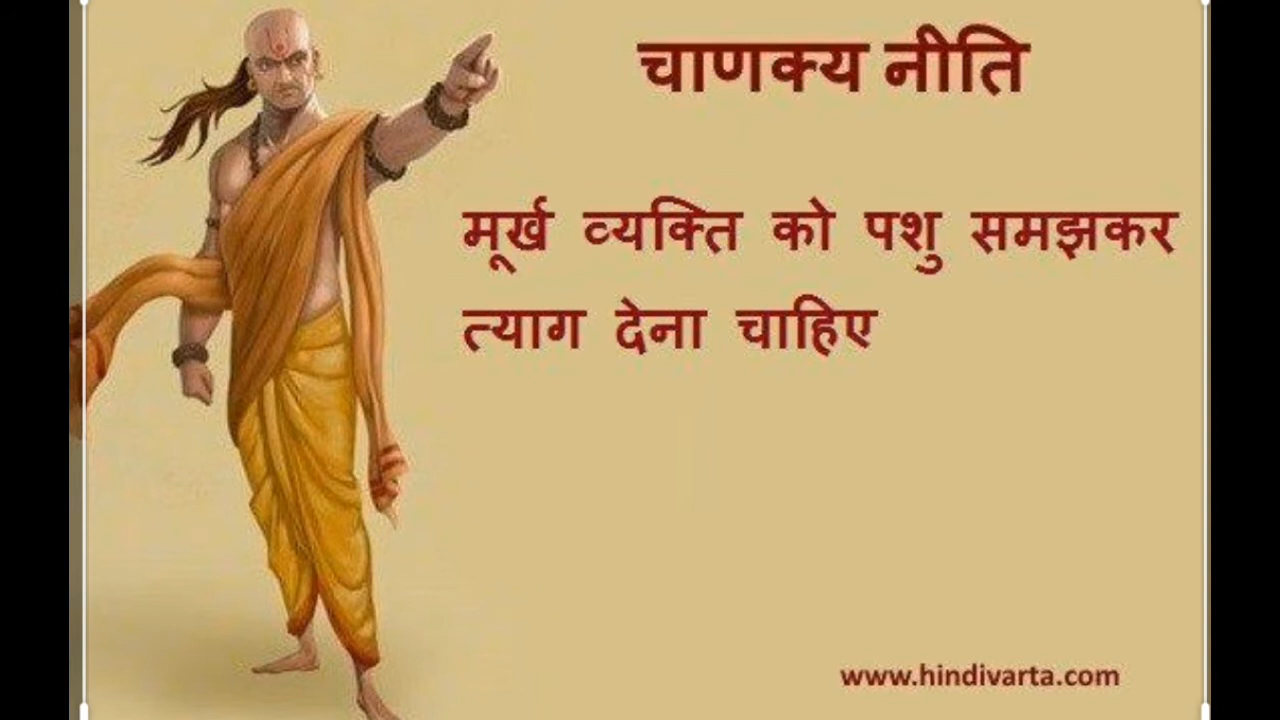 चाणक्य नीति
मूर्ख व्यक्ति को पशु समझकर
त्याग देना चाहिए
www.hindivarta.com